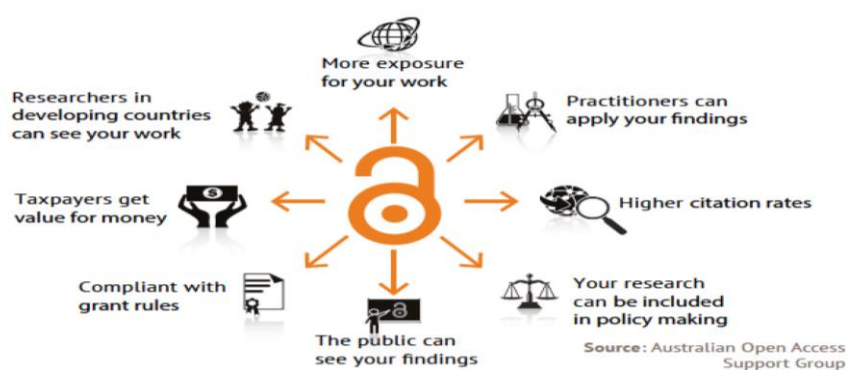 More exposure
for your work
Practitioners can
apply your findings
Higher citation rates
Your research
can be included
in policy making
The public can
see your findings
Compliant with
grant rules
Taxpayers get
value for money
Researchers in
developing countries
can see your work
$
Source: Australian Open Access
Support Group